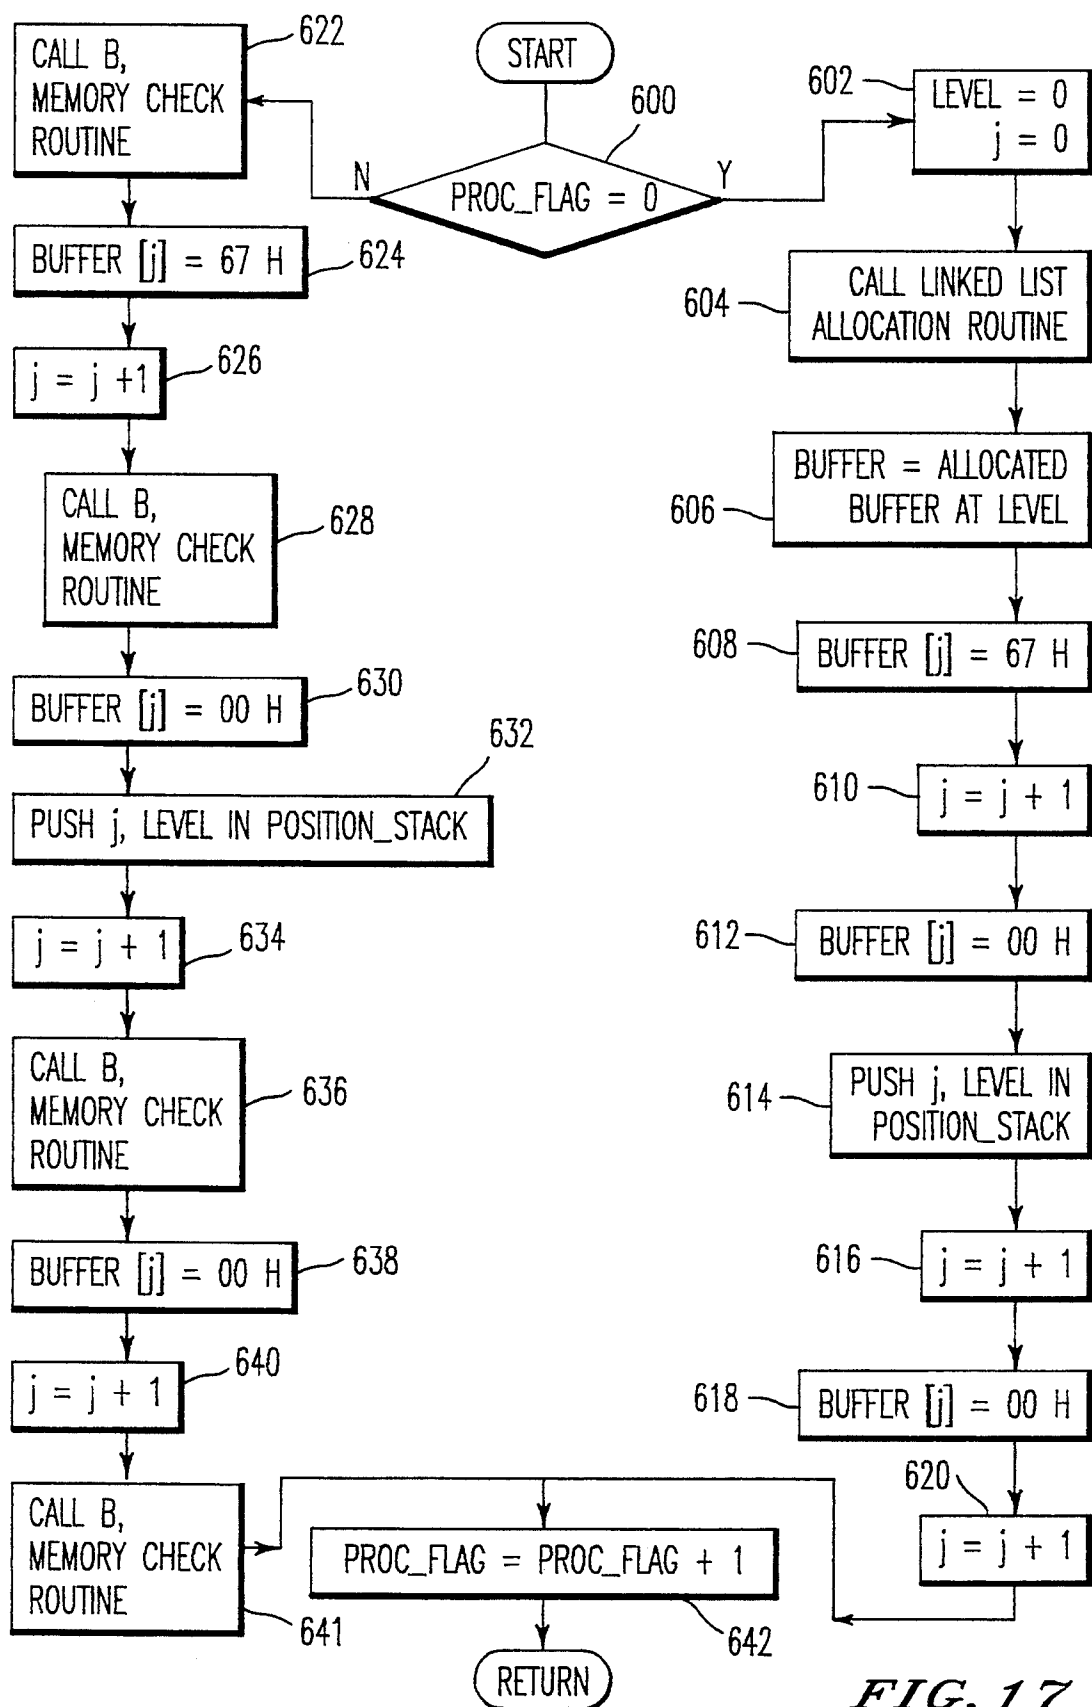 START
600
PROC_FLAG = 0
N
Y
622
CALL B,
MEMORY CHECK
ROUTINE
BUFFER [j] = 67 H
624
j = j +1
626
CALL B,
MEMORY CHECK
ROUTINE
628
BUFFER [j] = 00 H
630
632
PUSH j, LEVEL IN POSITION_STACK
j = j + 1
634
CALL B,
MEMORY CHECK
ROUTINE
636
BUFFER [j] = 00 H
638
j = j + 1
640
CALL B,
MEMORY CHECK
ROUTINE
641
602
LEVEL = 0
j = 0
604
CALL LINKED LIST
ALLOCATION ROUTINE
606
BUFFER = ALLOCATED
BUFFER AT LEVEL
608
BUFFER [j] = 67 H
610
j = j + 1
612
BUFFER [j] = 00 H
614
PUSH j, LEVEL IN
POSITION_STACK
616
j = j + 1
618
BUFFER [j] = 00 H
620
j = j + 1
PROC_FLAG = PROC_FLAG + 1
642
RETURN
FIG. 17